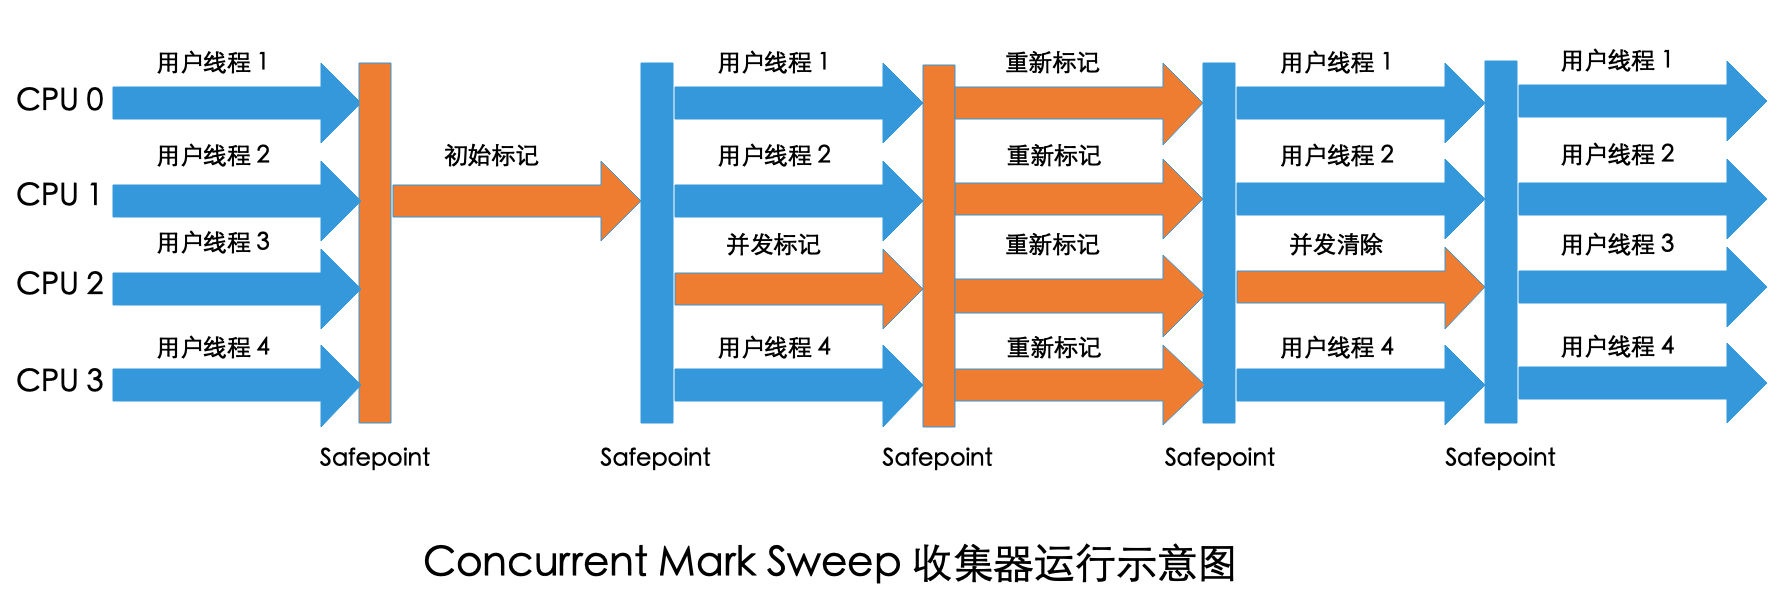 用户线程 1
用户线程 1
重新标记
用户线程 1
用户线程 1
CPU 0
用户线程 2
初始标记
用户线程 2
重新标记
用户线程 2
用户线程 2
CPU 1
用户线程 3
并发标记
重新标记
并发清除
用户线程 3
CPU 2
用户线程 4
用户线程 4
重新标记
用户线程 4
用户线程 4
CPU 3
Safepoint
Safepoint
Safepoint
Safepoint
Safepoint
Concurrent Mark Sweep 收集器运行示意图